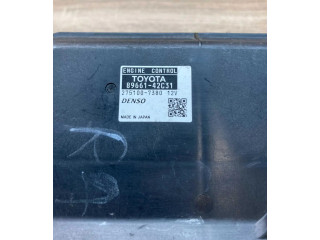 ENGINE CONTROL
TOYOTA
89661-42C31
275100-7380 12V
DENSO
MADE IN JAPAN